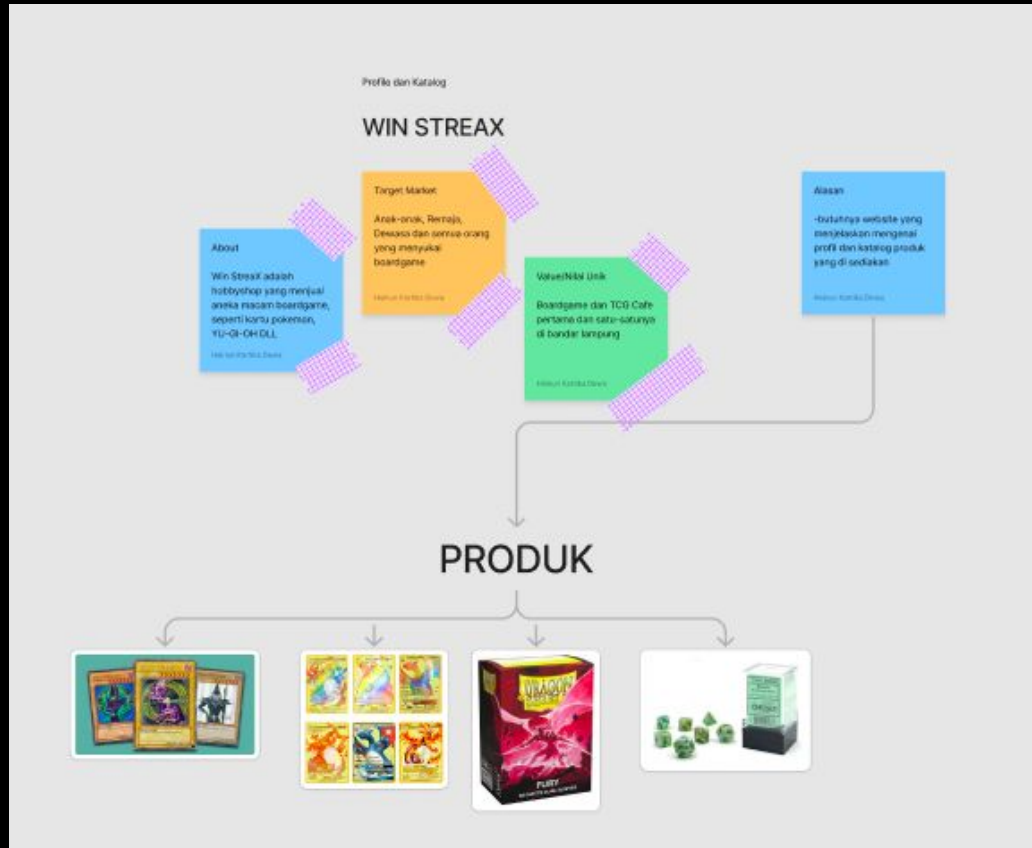 Profile dan Katalog
WIN STREAX
About
Win StreaX adalah
hobbyshop yang menjual
aneka macam boardgame,
seperti kartu pokemon,
YU-GI-OH DLL
Target Market
Anak-anak, Remaja,
Dewasa dan semua orang
yang menyukai
boardgame
Value/Nilai Unik
Boardgame dan TCG Cafe
pertama dan satu-satunya
di bandar lampung
Alasan
-butuhnya website yang
menjelaskan mengenai
profil dan katalog produk
yang di sediakan
PRODUK
DRAGON
FURY